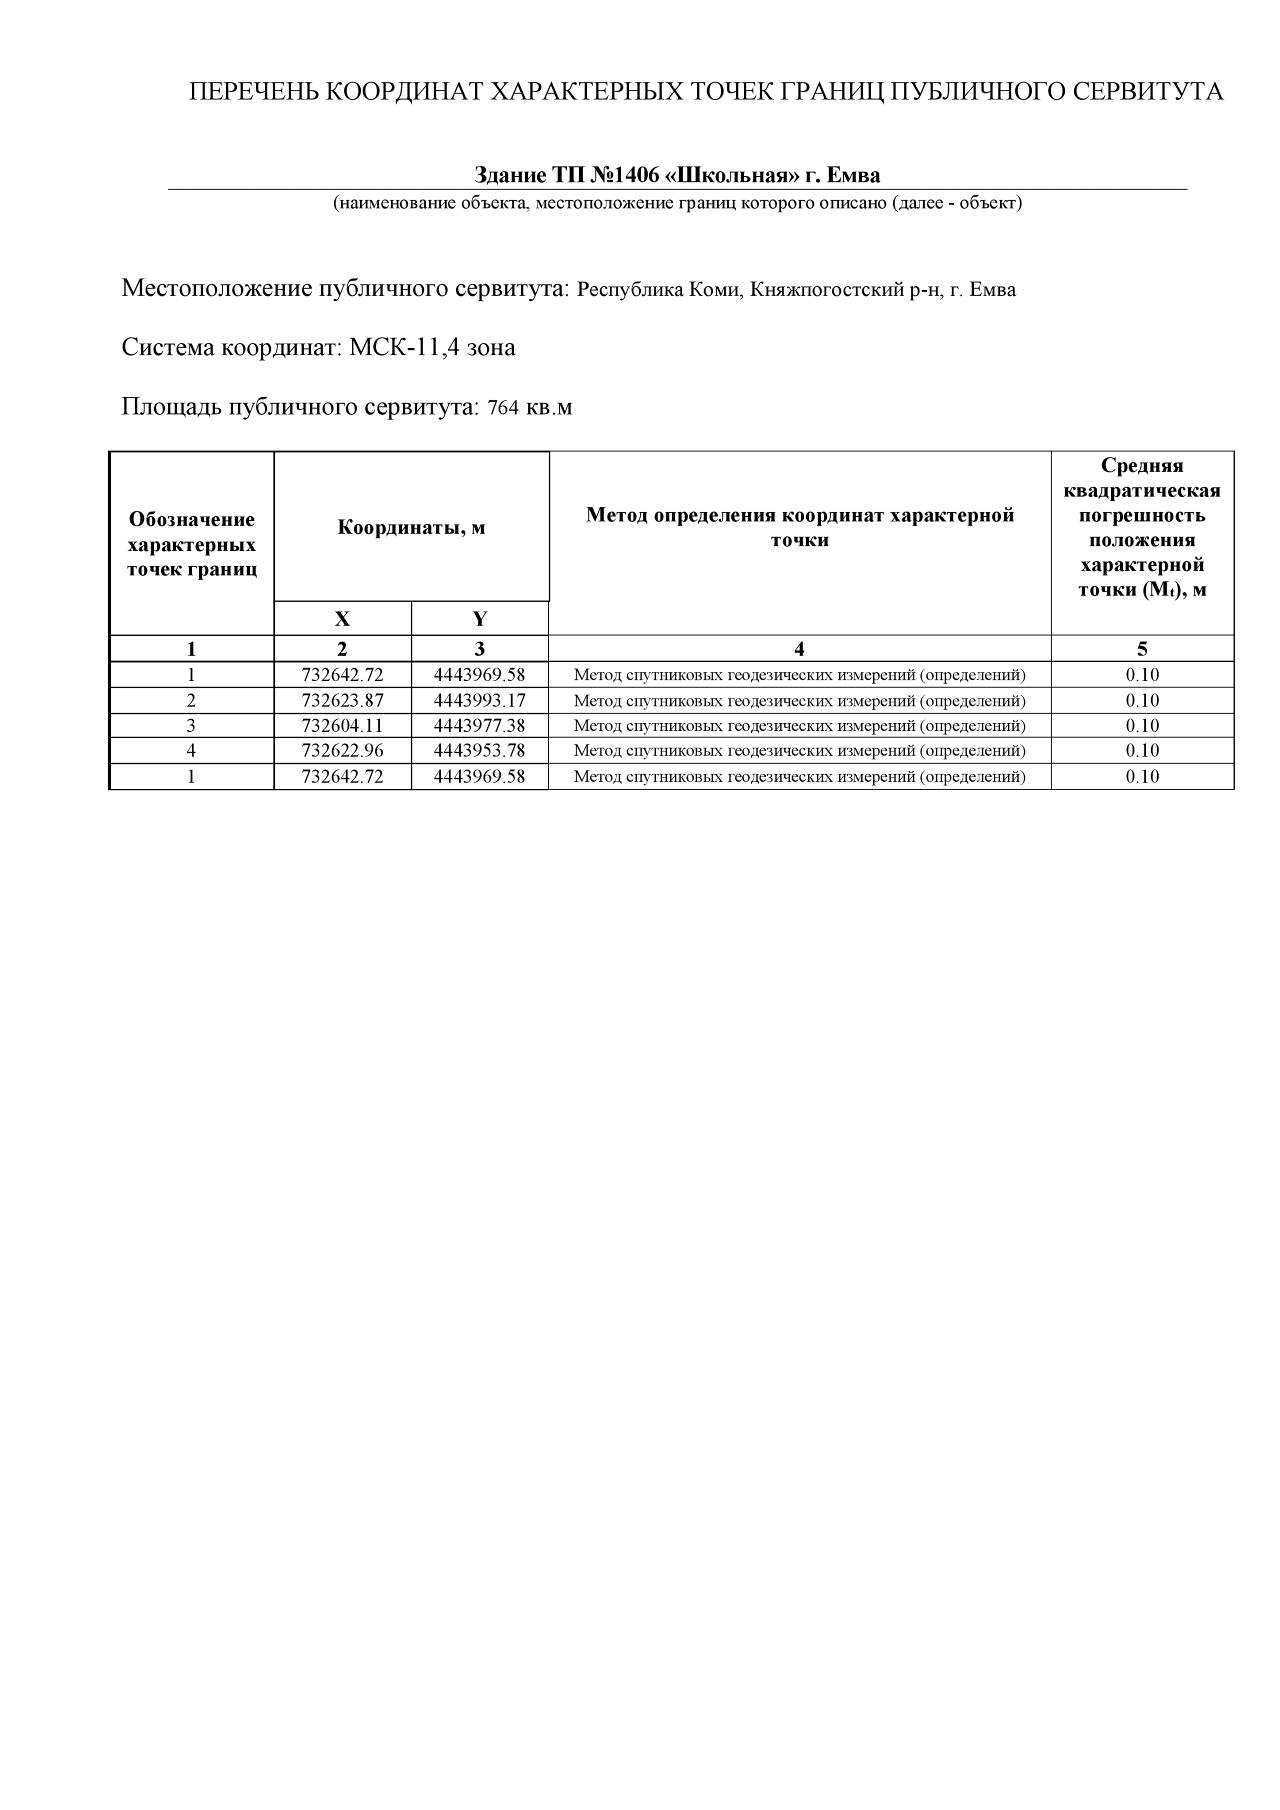 ПЕРЕЧЕНЬ КООРДИНАТ ХАРАКТЕРНЫХ ТОЧЕК ГРАНИЦ ПУБЛИЧНОГО СЕРВИТУТА
Здание ТП №1406 «Школьная» г. Емва
(наименование объекта, местоположение границ которого описано (далее - объект)
Местоположение публичного сервитута: Республика Коми, Княжпогостский р-н, г. Емва
Система координат: МСК-11,4 зона
Площадь публичного сервитута: 764 кв.м
Обозначение
характерных
точек границ
Координаты, м
Метод определения координат характерной
точки
Средняя
квадратическая
погрешность
положения
характерной
точки (Mt), м
X Y
1 2 3 4 5
1 732642.72 4443969.58 Метод спутниковых геодезических измерений (определений) 0.10
2 732623.87 4443993.17 Метод спутниковых геодезических измерений (определений) 0.10
3 732604.11 4443977.38 Метод спутниковых геодезических измерений (определений) 0.10
4 732622.96 4443953.78 Метод спутниковых геодезических измерений (определений) 0.10
1 732642.72 4443969.58 Метод спутниковых геодезических измерений (определений) 0.10